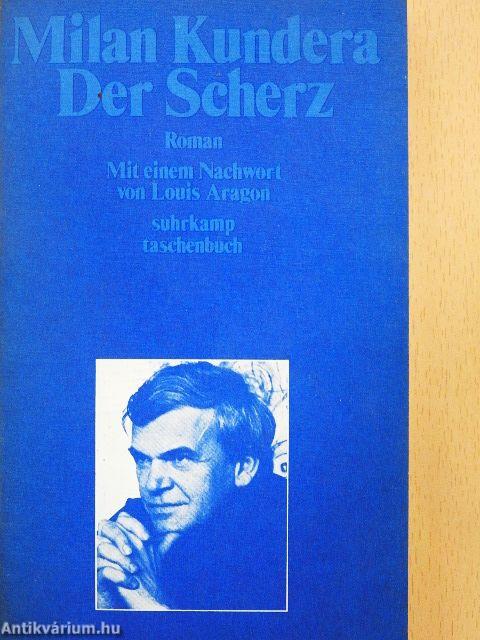 Milan Kundera
Der Scherz
Roman
Mit einem Nachwort
von Louis Aragon
suhrkamp
taschenbuch
Antikvárium.hu